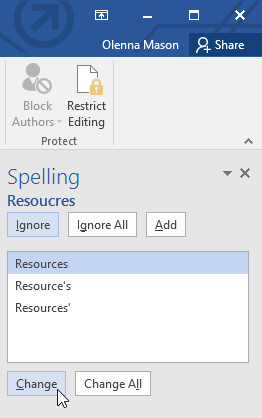 Olenna Mason Share
Block Authors Restrict Editing
Protect
Spelling
Resoucres
Ignore Ignore All Add
Resources
Resource's
Resources'
Change Change All